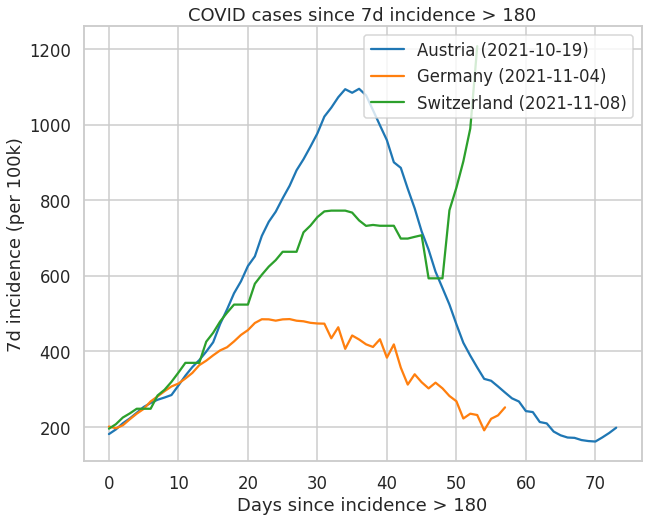 COVID cases since 7d incidence > 180
1200
1000
800
600
400
200
7d incidence (per 100k)
Austria (2021-10-19)
Germany (2021-11-04)
Switzerland (2021-11-08)
0 10 20 30 40 50 60 70
Days since incidence > 180